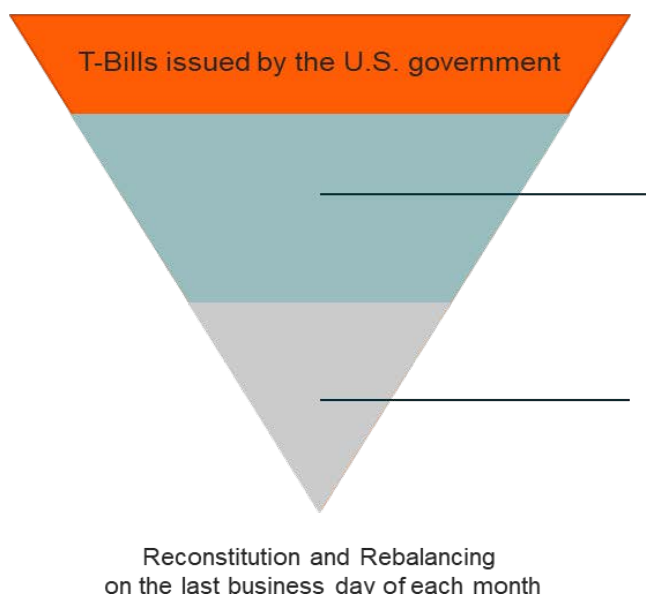 T-Bills issued by the U.S. government
Reconstitution and Rebalancing
on the last business day of each month